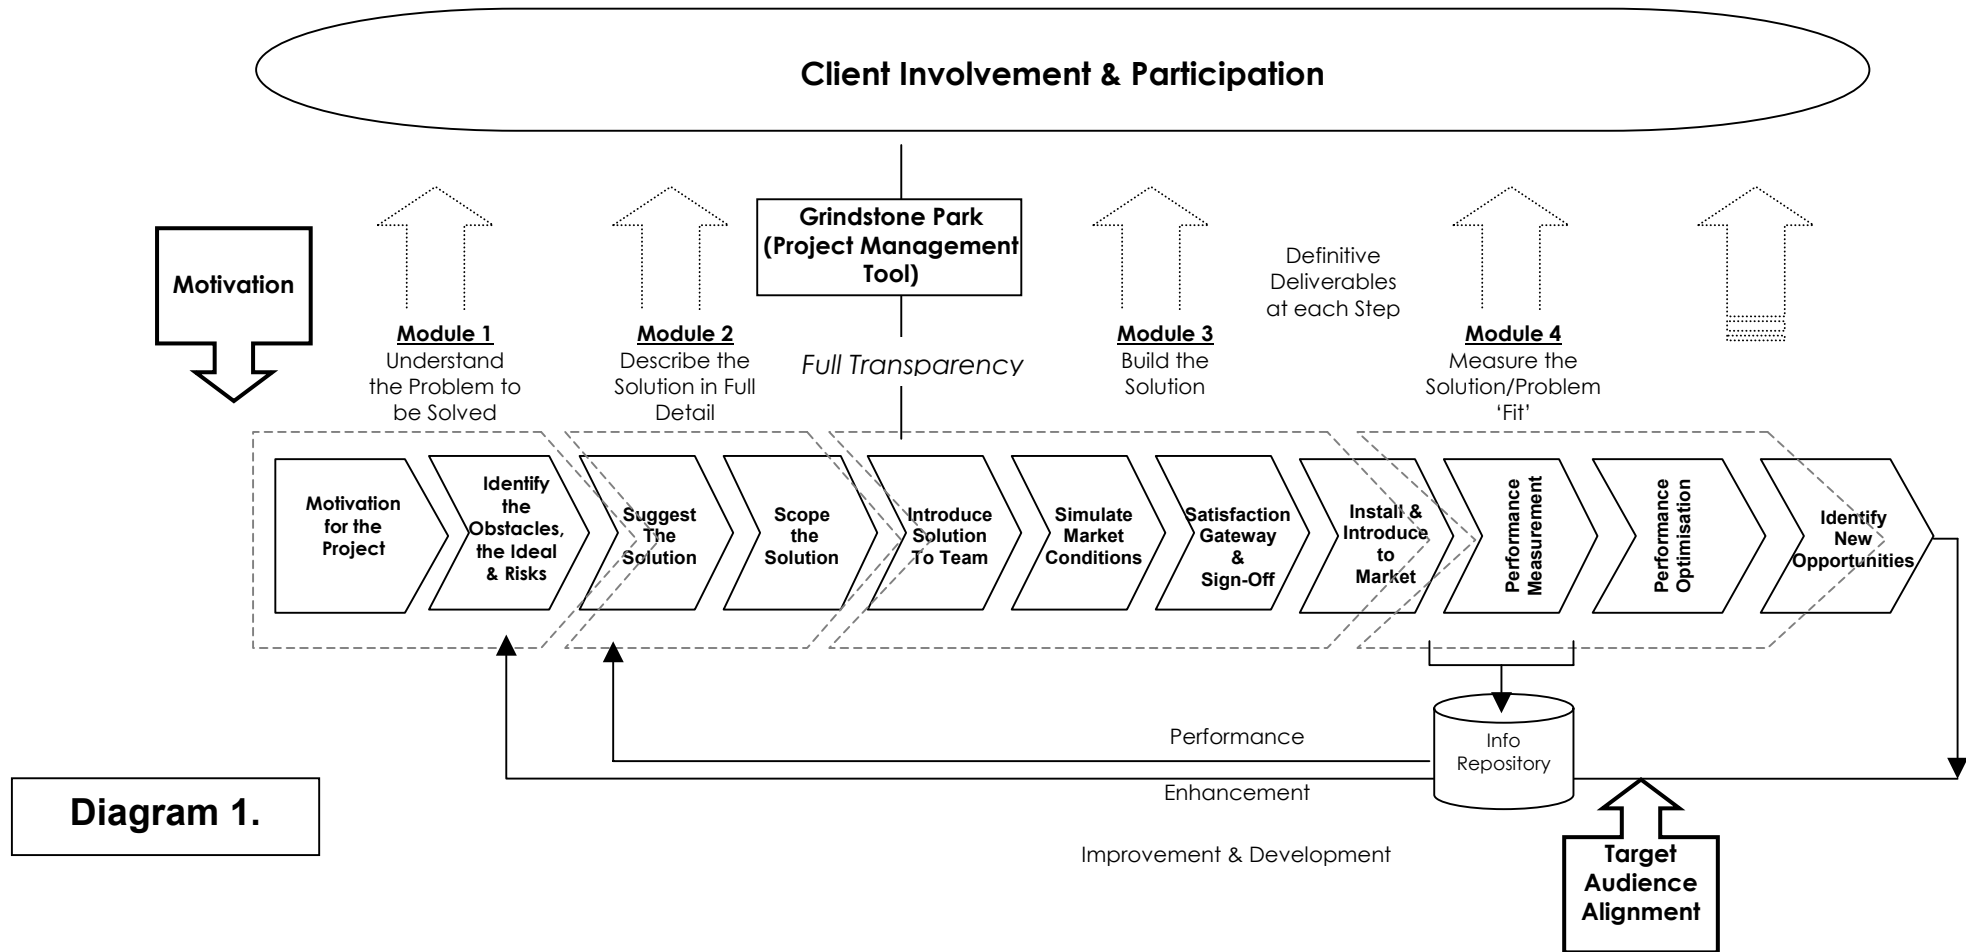 Client Involvement & Participation
Grindstone Park
(Project Management
Tool)
Motivation
Definitive
Deliverables
at each Step
Module 1
Understand
the Problem to
be Solved
Module 2
Describe the
Solution in Full
Detail
Full Transparency
Module 3
Build the
Solution
Module 4
Measure the
Solution/Problem
‘Fit’
Motivation
for the
Project
Identify
the
Obstacles,
the Ideal
& Risks
Suggest
The
Solution
Scope
the
Solution
Introduce
Solution
To Team
Simulate
Market
Conditions
Satisfaction
Gateway
&
Sign-Off
Install &
Introduce
to
Market
Performance
Measurement
Performance
Optimisation
Identify
New
Opportunities
Performance
Enhancement
Info
Repository
Improvement & Development
Target
Audience
Alignment
Diagram 1.